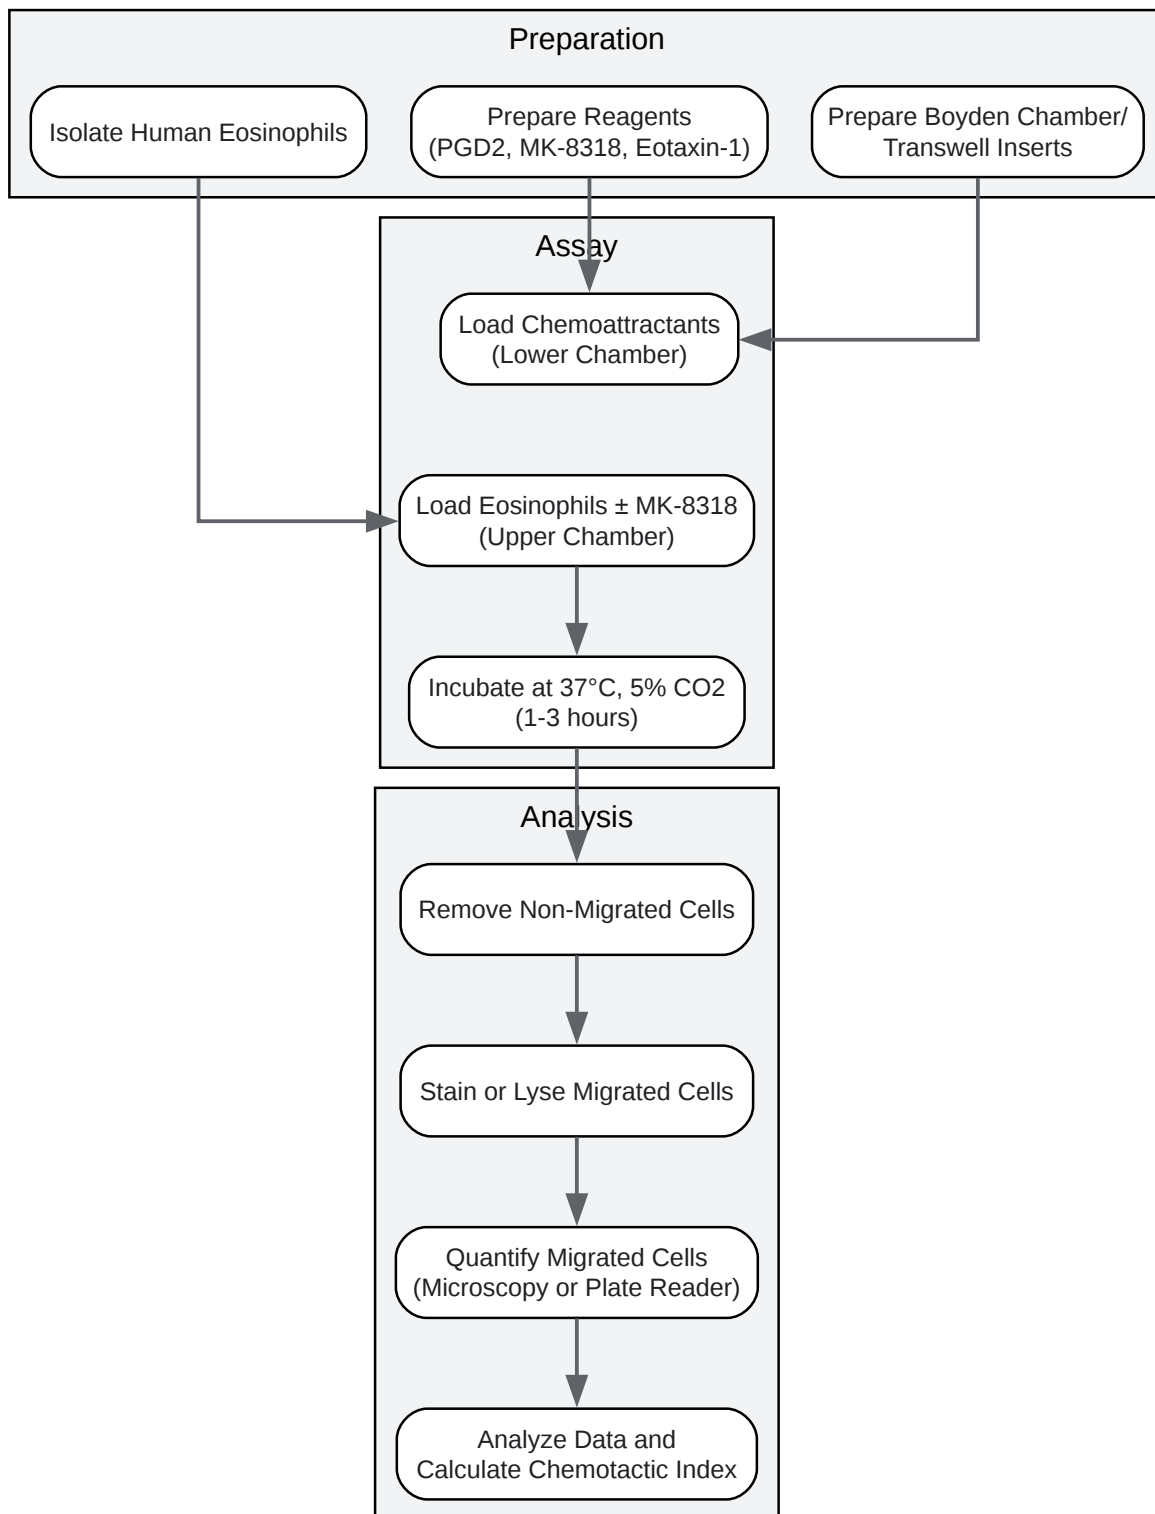 Preparation
Isolate Human Eosinophils
Prepare Reagents
(PGD2, MK-8318, Eotaxin-1)
Prepare Boyden Chamber/
Transwell Inserts
Assay
Load Chemoattractants
(Lower Chamber)
Load Eosinophils ± MK-8318
(Upper Chamber)
Incubate at 37°C, 5% CO2
(1-3 hours)
Analysis
Remove Non-Migrated Cells
Stain or Lyse Migrated Cells
Quantify Migrated Cells
(Microscopy or Plate Reader)
Analyze Data and
Calculate Chemotactic Index